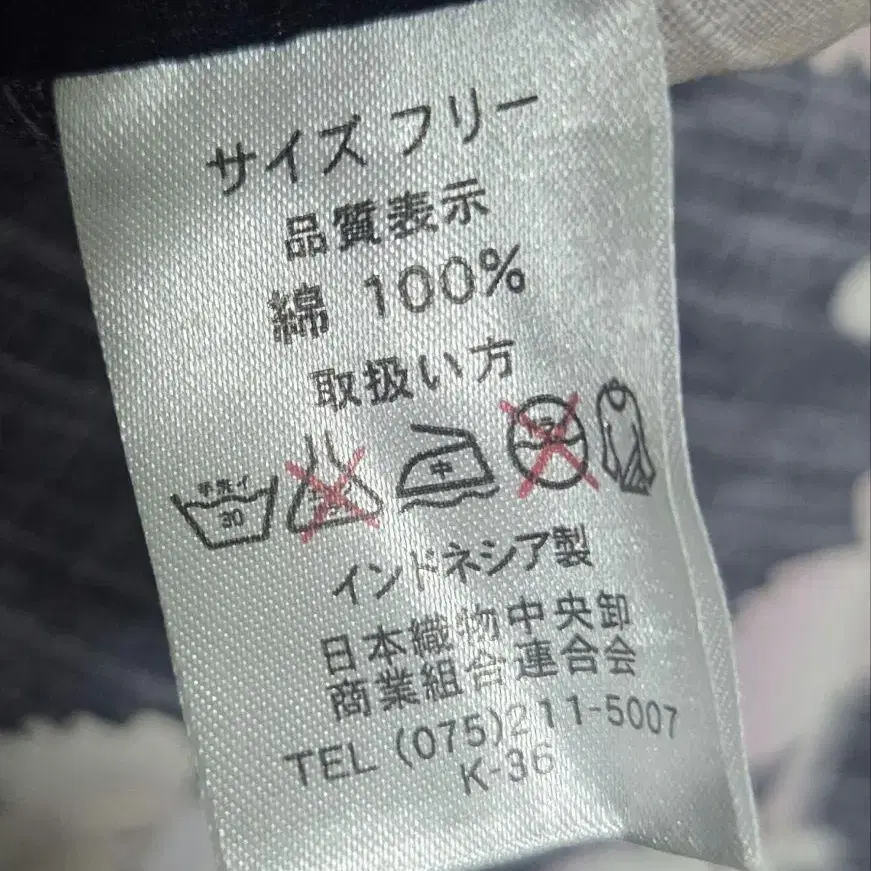 サイズ フリー
品質表示
綿 100%
取扱い方
手洗イ
30
中
インドネシア製
日本織物中央卸
商業組合連合会
TEL (075)211-5007
K-36